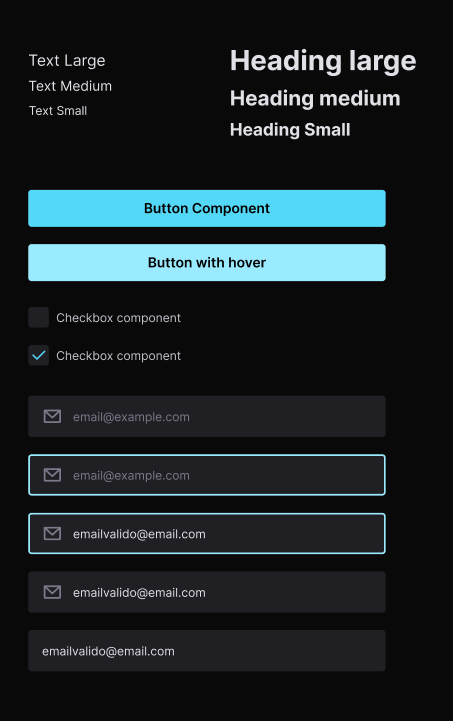 Text Large
Text Medium
Text Small
Heading large
Heading medium
Heading Small
Button Component
Button with hover
Checkbox component
Checkbox component
email@example.com
email@example.com
emailvalido@email.com
emailvalido@email.com
emailvalido@email.com